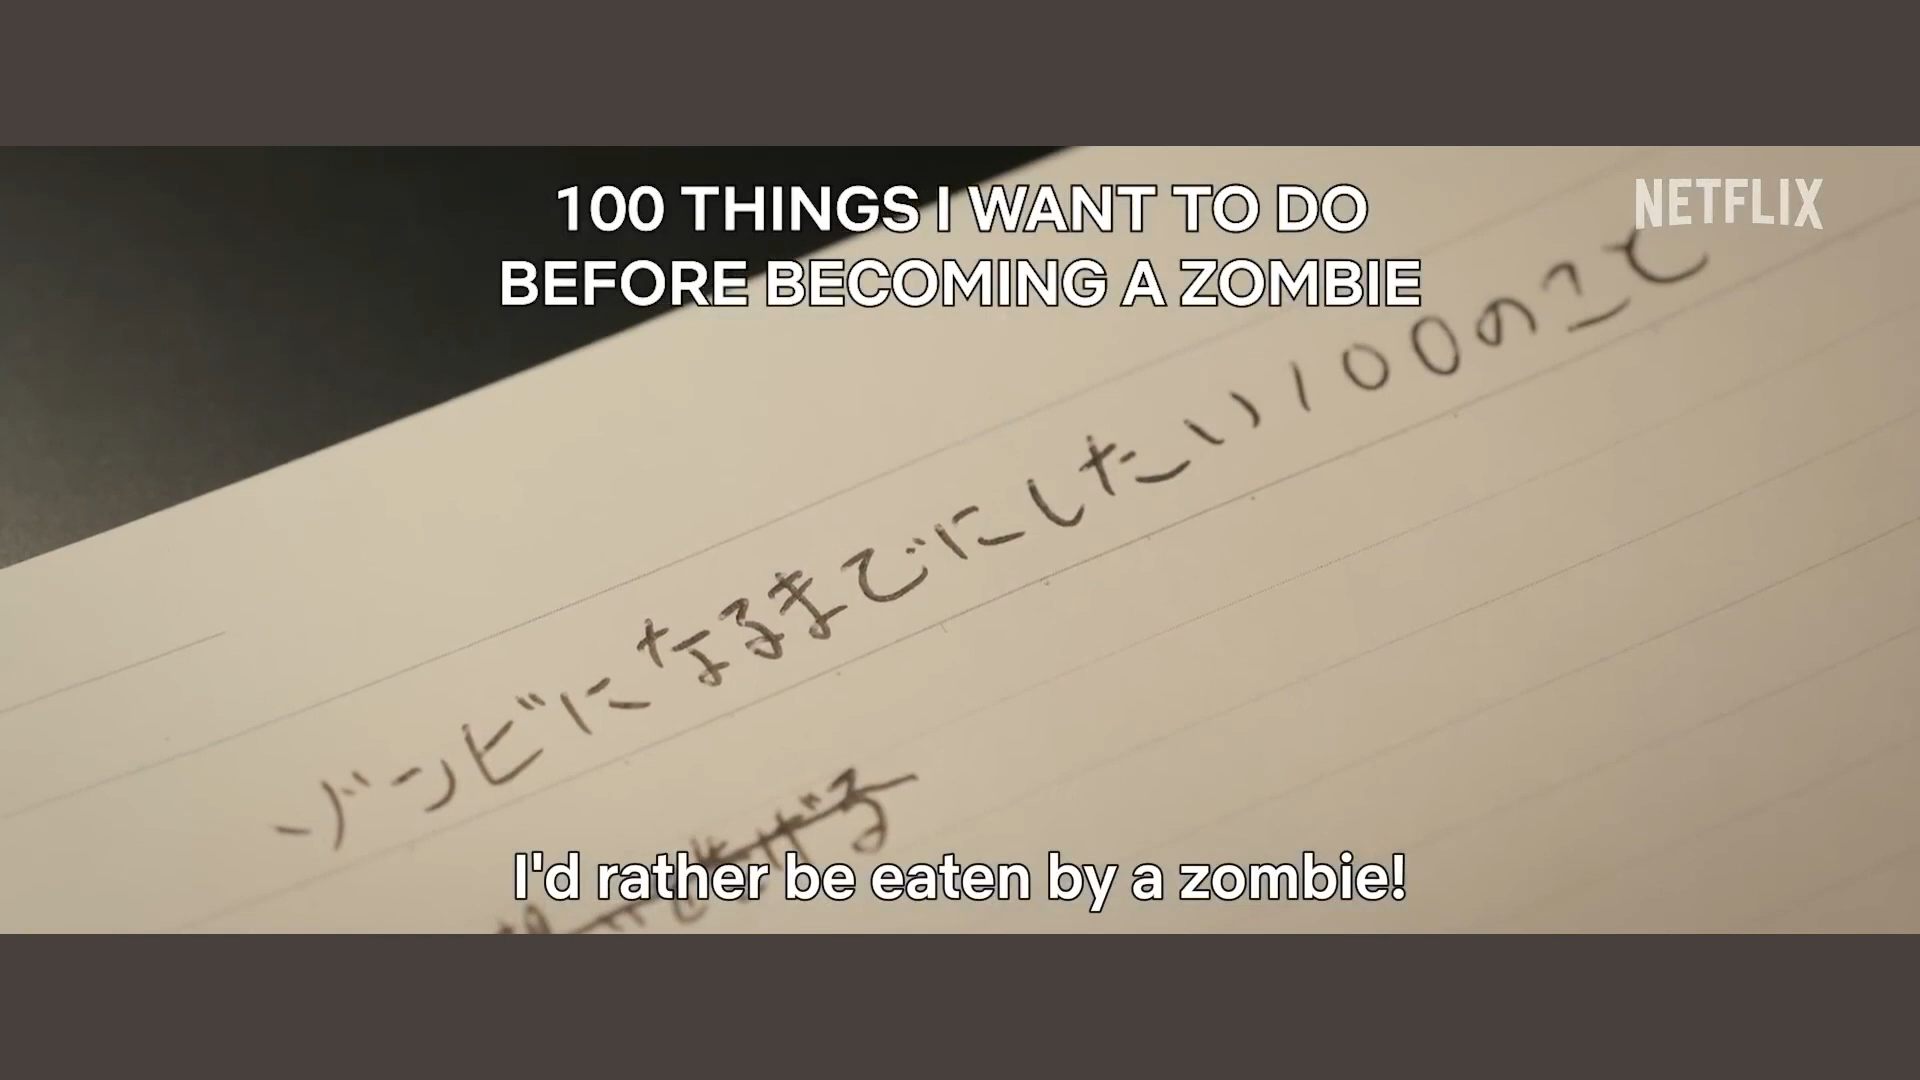 100 THINGS I WANT TO DO
BEFORE BECOMING A ZOMBIE
NETFLIX
ゾンビになるまでにしたい100のこと
I'd rather be eaten by a zombie!